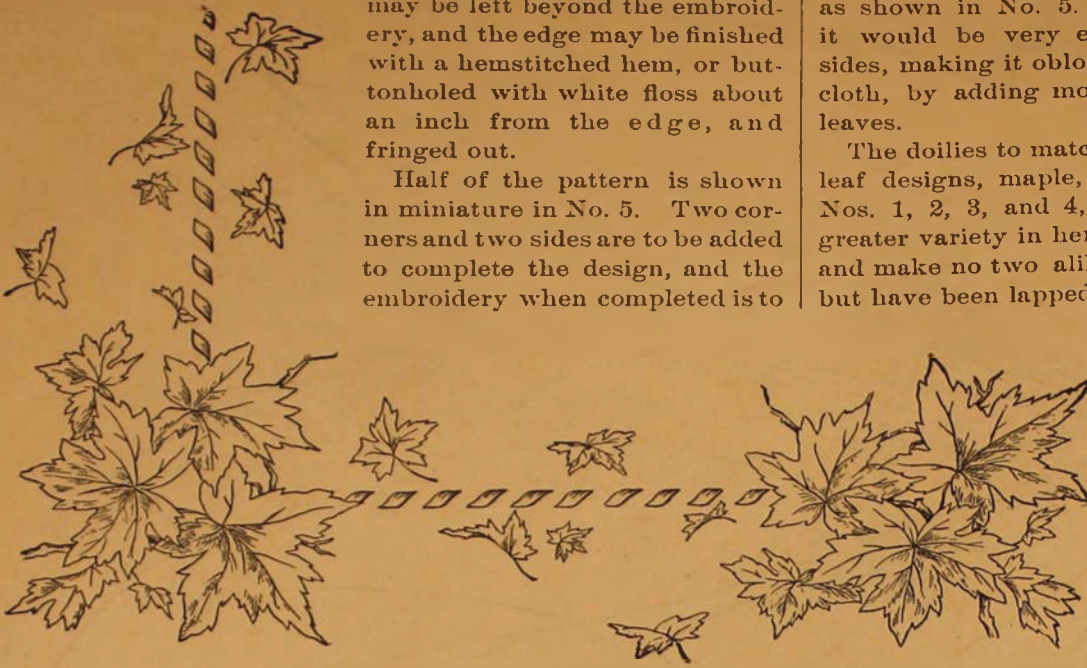 may be left beyond the embroid-
ery, and the edge may be finished
with a hemstitched hem, or but-
tonholed with white floss about
an inch from the edge, and
fringed out.
Half of the pattern is shown
in miniature in No. 5. Two cor-
ners and two sides are to be added
to complete the design, and the
embroidery when completed is to
as shown in No. 5.
it would be very
sides, making it
cloth, by adding
leaves.
The doilies to
leaf designs, maple,
Nos. 1, 2, 3, and 4,
greater variety in
and make no two
but have been lapped